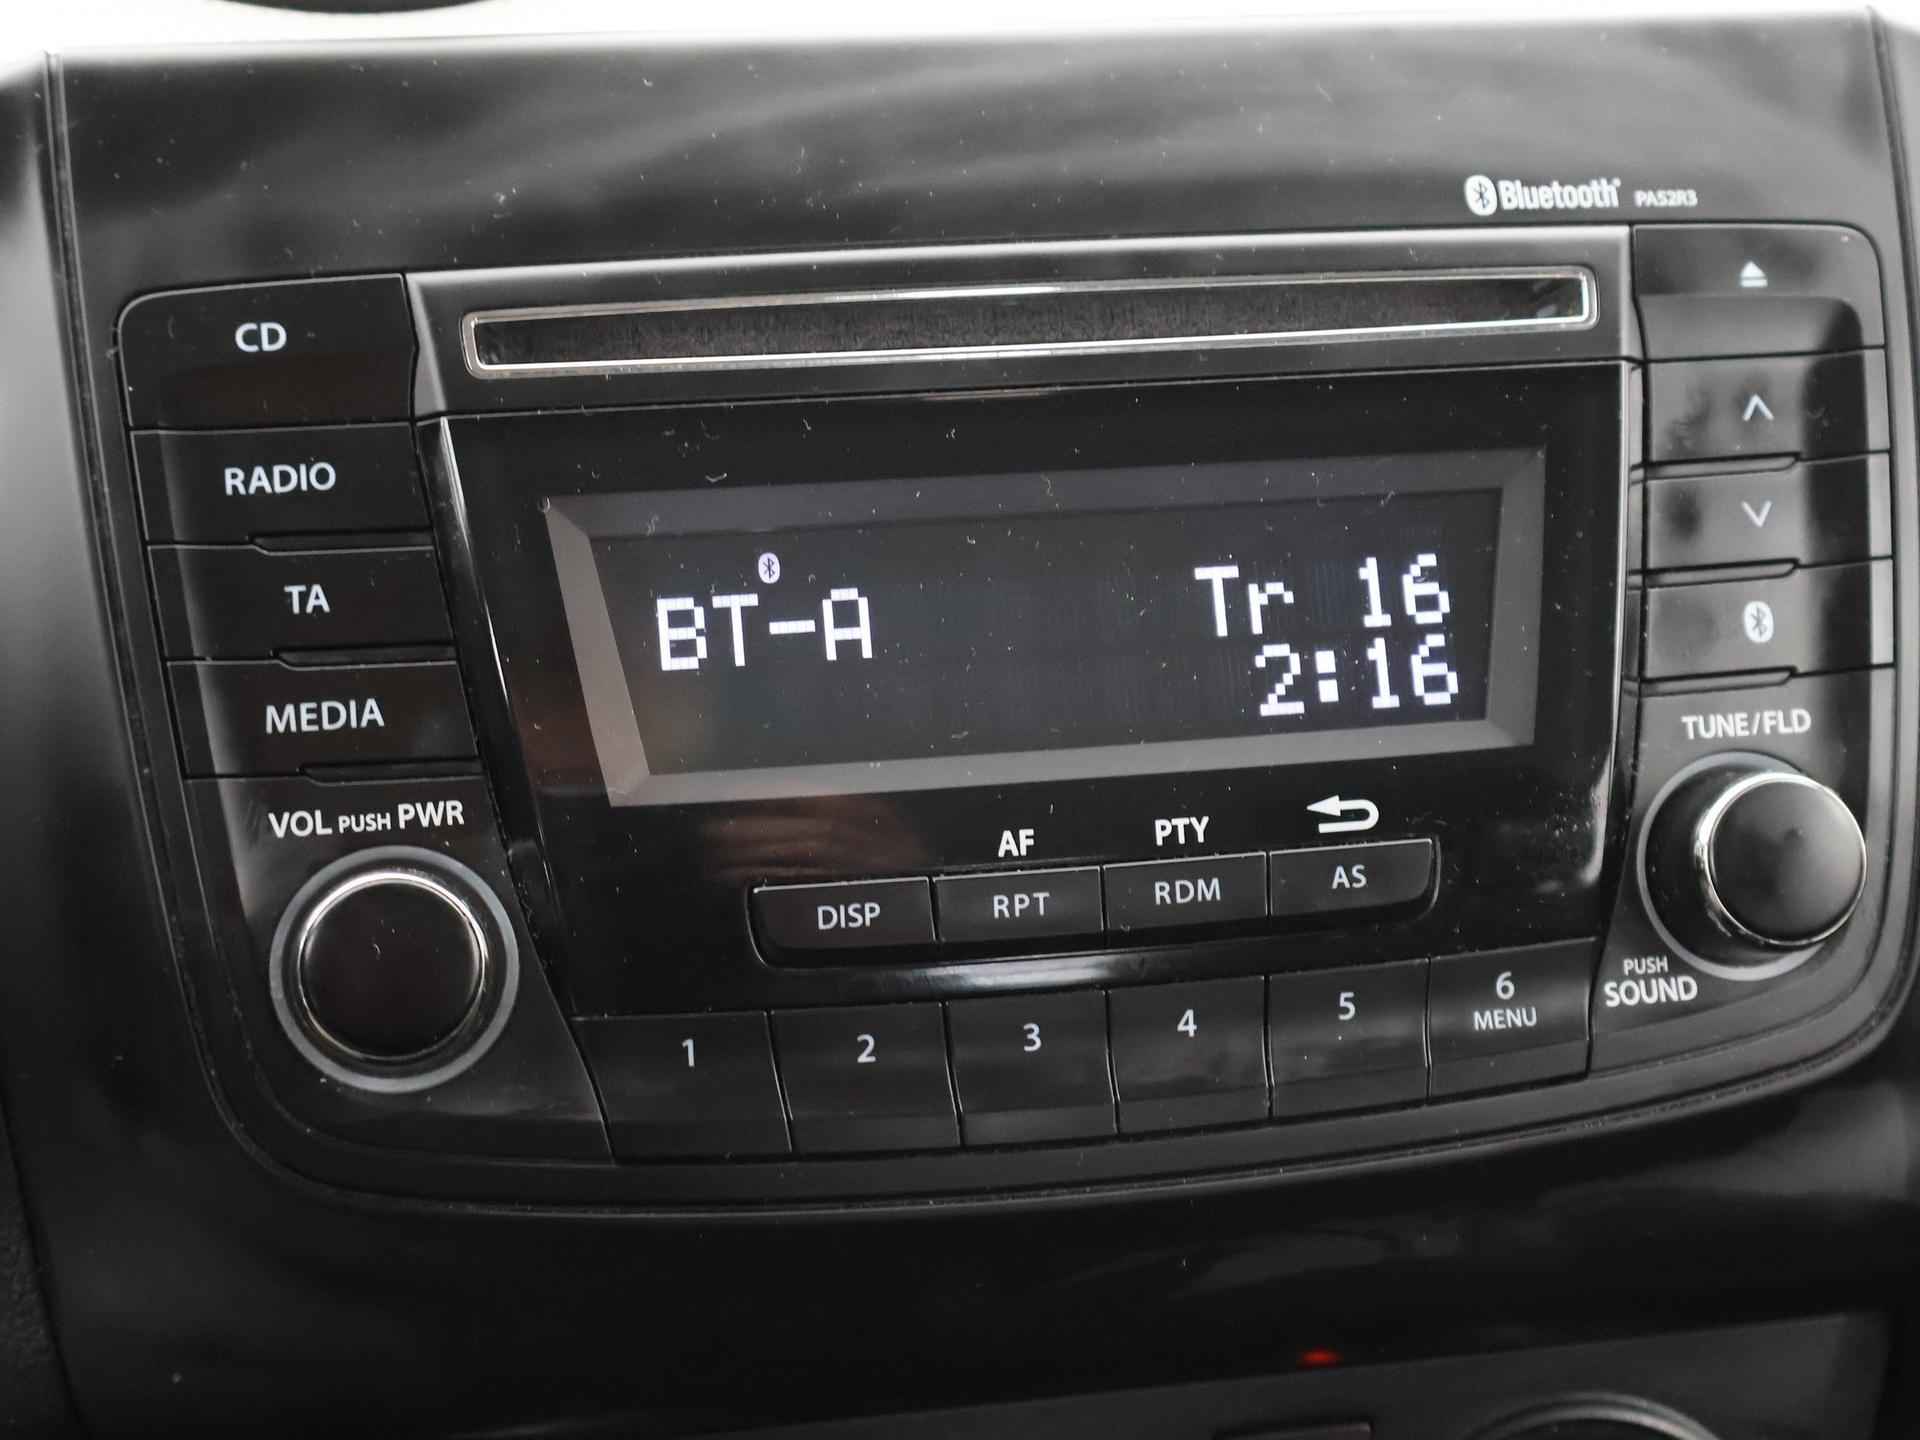 Bluetooth® PA52R3
CD
RADIO
TA
MEDIA
VOL PUSH PWR
BT-A Tr 16
2:16
AF PTY
DISP RPT RDM AS
1 2 3 4 5 6
MENU
TUNE/FLD
PUSH
SOUND